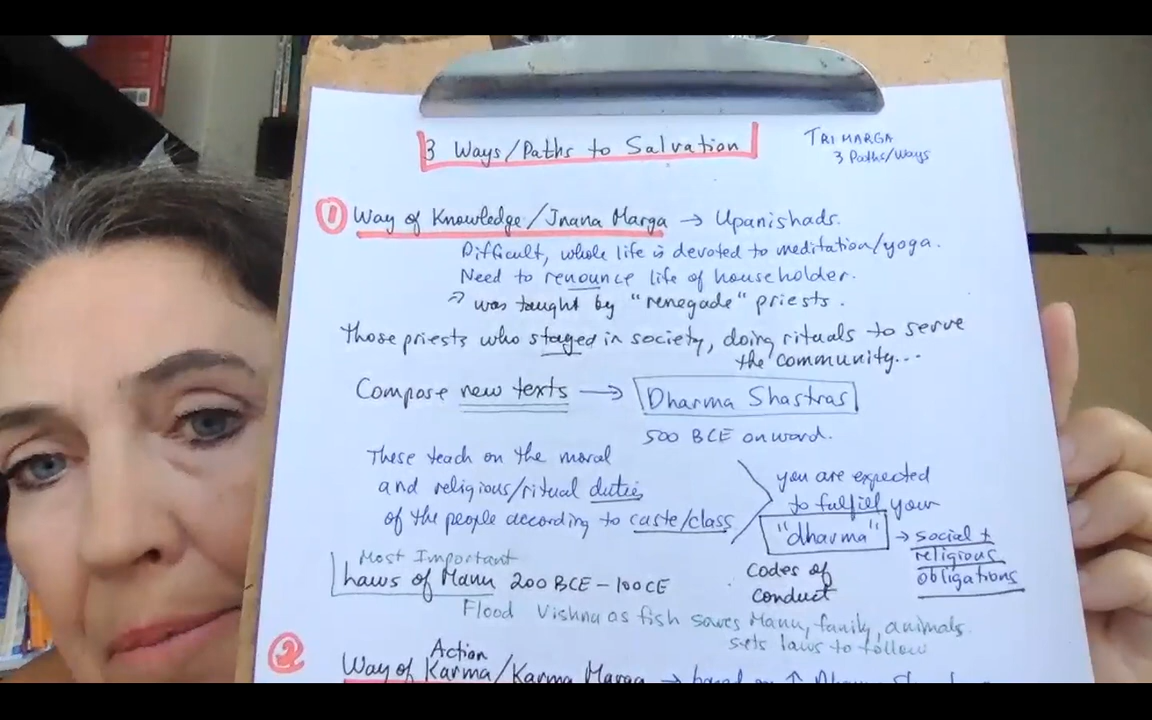 3 Ways/Paths to Salvation
TRI MARGA
3 Paths/Ways
① Way of Knowledge/Jnana Marga → Upanishads.
Difficult, whole life is devoted to meditation/yoga.
Need to renounce life of householder.
→ was taught by "renegade" priests.
Those priests who stayed in society, doing rituals to serve
the community...
Compose new texts → Dharma Shastras
500 BCE onward.
These teach on the moral
and religious/ritual duties
of the people according to caste/class
you are expected
to fulfill your
"dharma" → social +
religious
obligations
codes of
conduct
Most Important
Laws of Manu 200 BCE – 100 CE
Flood Vishnu as fish saves Manu, family, animals.
sets laws to follow
② Way of Karma/Karma Marga → based on ↑ Dharma
Action